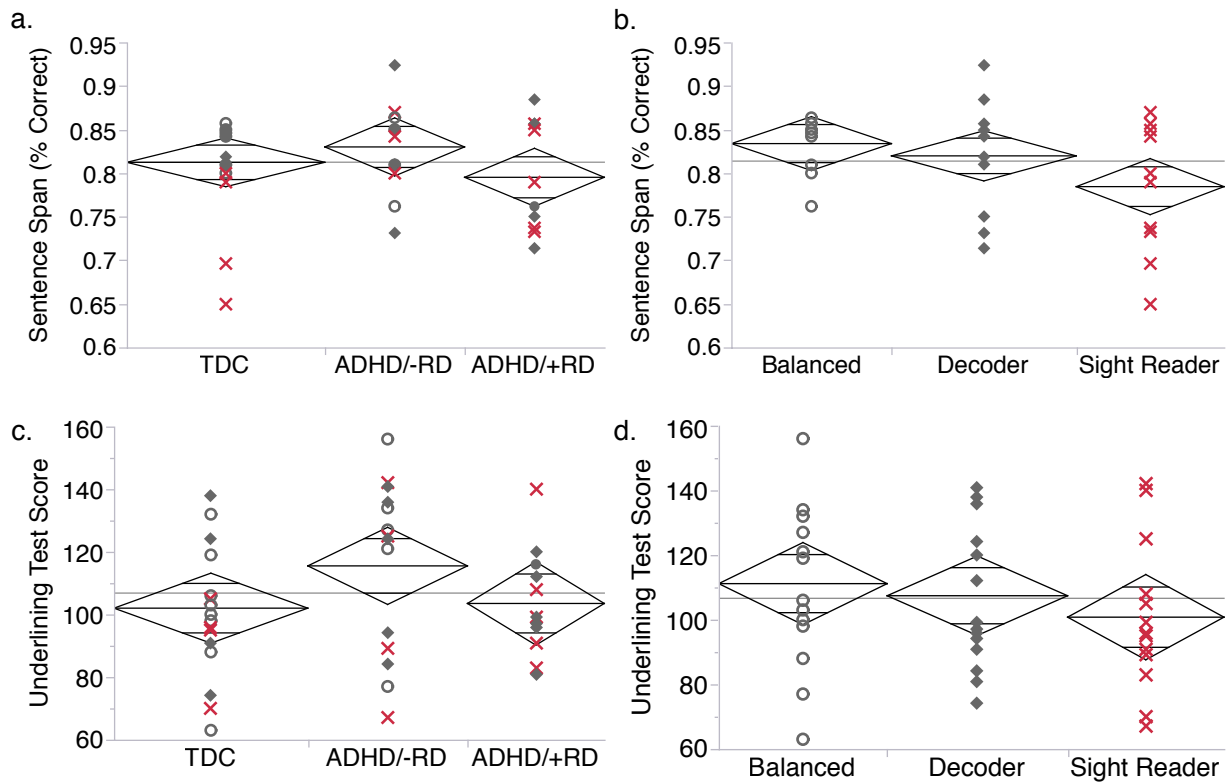 a.
Sentence Span (% Correct)
0.95
0.9
0.85
0.8
0.75
0.7
0.65
0.6
TDC ADHD/-RD ADHD/+RD
b.
Sentence Span (% Correct)
0.95
0.9
0.85
0.8
0.75
0.7
0.65
0.6
Balanced Decoder Sight Reader
c.
Underlining Test Score
160
140
120
100
80
60
TDC ADHD/-RD ADHD/+RD
d.
Underlining Test Score
160
140
120
100
80
60
Balanced Decoder Sight Reader